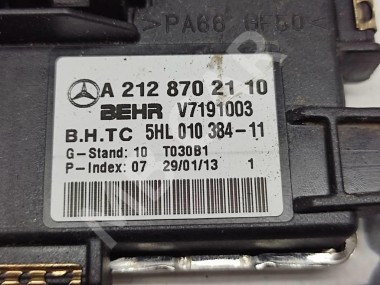 >PA66 GF50<
A 212 870 21 10
BEHR V7191003
B.H.TC 5HL 010 384-11
G-Stand: 10 T030B1
P-Index: 07 29/01/13 1